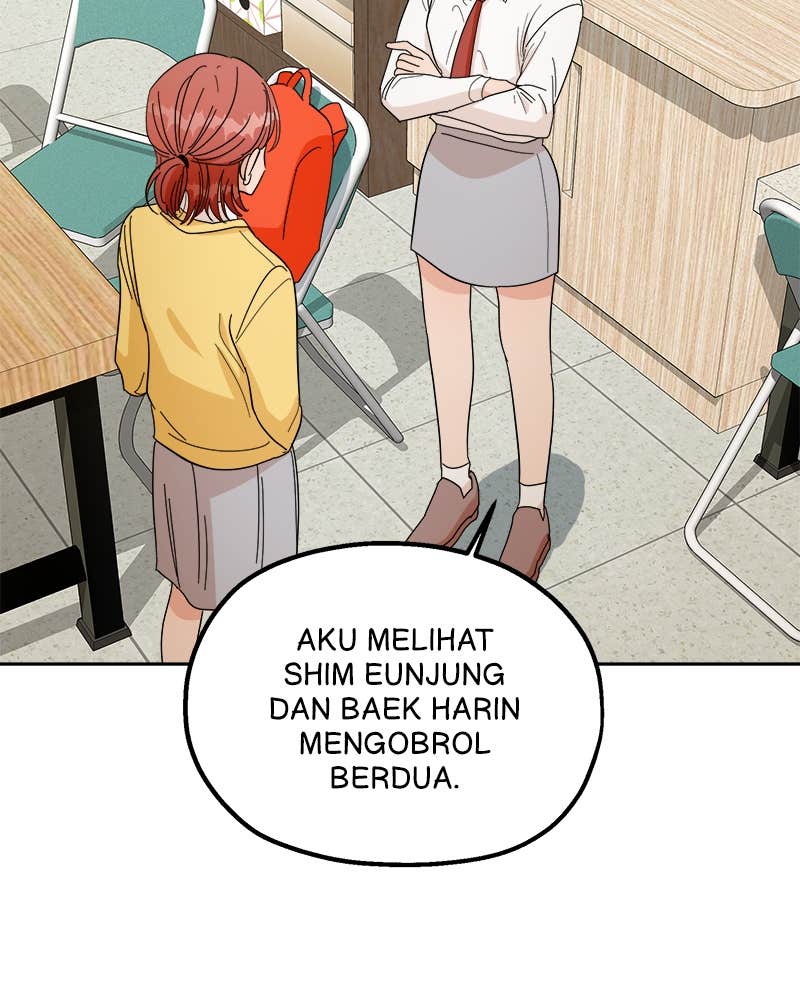 AKU MELIHAT
SHIM EUNJUNG
DAN BAEK HARIN
MENGOBROL
BERDUA.